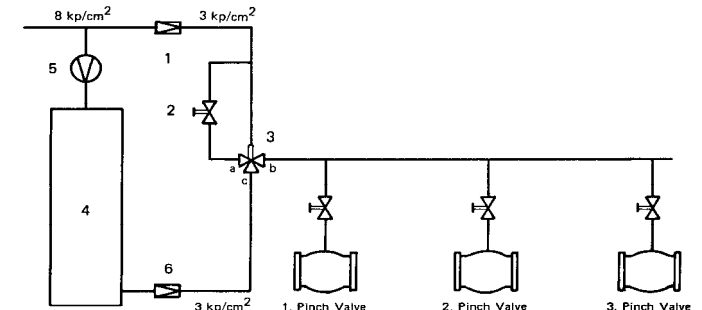 8 kp/cm²
3 kp/cm²
1
5
2
3
a
b
c
4
6
3 kp/cm²
1. Pinch Valve
2. Pinch Valve
3. Pinch Valve